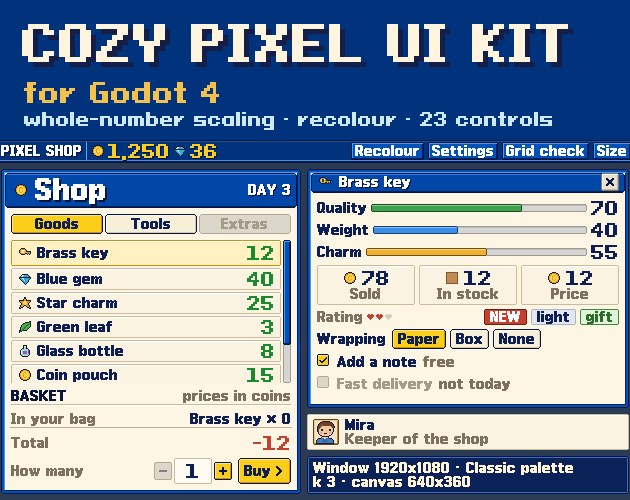 COZY PIXEL UI KIT
for Godot 4
whole-number scaling · recolour · 23 controls
PIXEL SHOP 1,250 36 Recolour Settings Grid check Size
Shop DAY 3
Goods Tools Extras
Brass key 12
Blue gem 40
Star charm 25
Green leaf 3
Glass bottle 8
Coin pouch 15
BASKET prices in coins
In your bag Brass key × 0
Total -12
How many − 1 + Buy >
Brass key ×
Quality 70
Weight 40
Charm 55
78 12 12
Sold In stock Price
Rating NEW light gift
Wrapping Paper Box None
Add a note free
Fast delivery not today
Mira
Keeper of the shop
Window 1920x1080 · Classic palette
k 3 · canvas 640x360